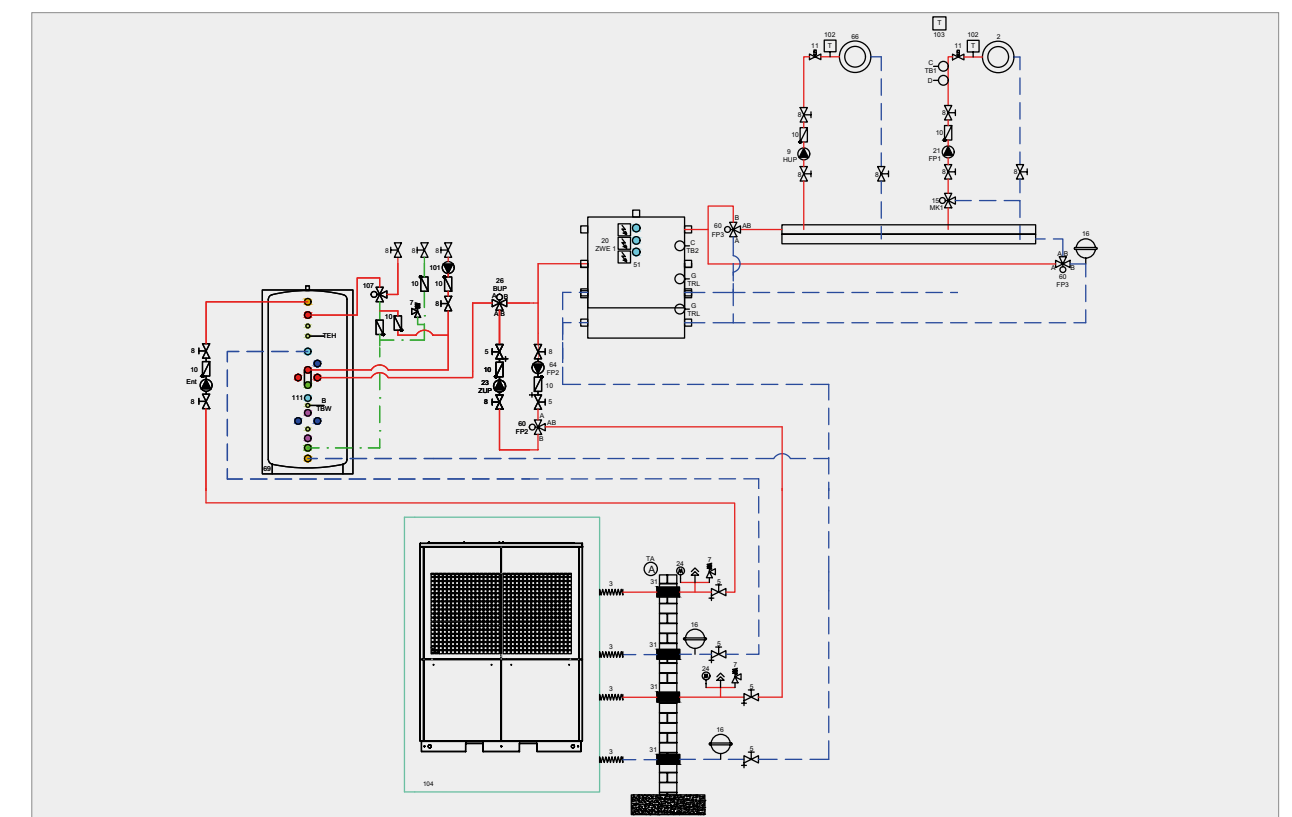 T
103
102
66
102
2
11
T
11
T
C
TB1
D
8
8
10
10
9
HUP
21
FP1
8
8
8
8
15
MK1
B
60
FP3
AB
A
16
A B
A
B
60
FP3
20
ZWE 1
51
C
TB2
G
TRL
G
TRL
8
8
8
101
10
10
7
107
8
10
26
BUP
A
B
A B
TEH
8
10
Ent
8
111
B
TBW
69
5
10
23
ZUP
8
8
64
FP2
10
5
A
60
FP2
AB
B
TA
A
24
7
3
31
5
16
3
31
5
24
7
3
31
5
16
3
31
5
104